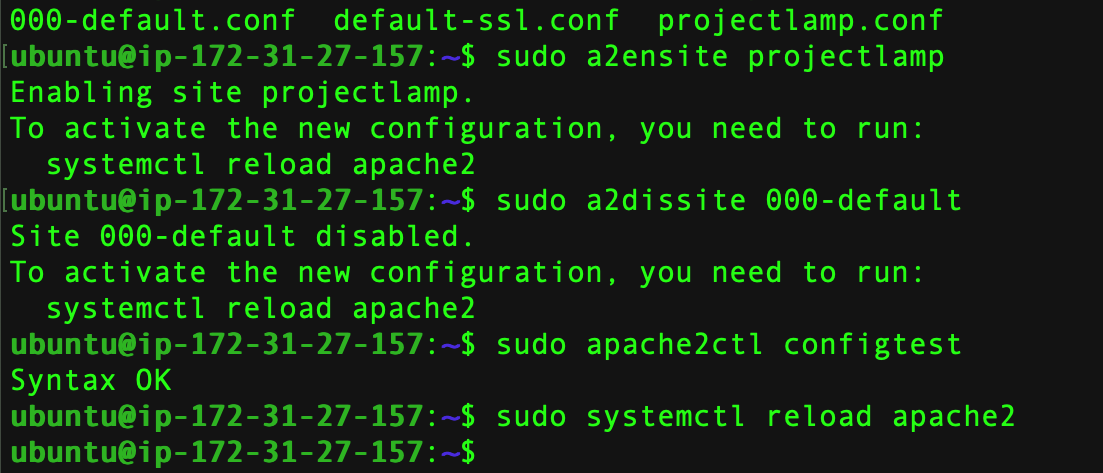 000-default.conf  default-ssl.conf  projectlamp.conf
[ubuntu@ip-172-31-27-157:~$ sudo a2ensite projectlamp
Enabling site projectlamp.
To activate the new configuration, you need to run:
  systemctl reload apache2
[ubuntu@ip-172-31-27-157:~$ sudo a2dissite 000-default
Site 000-default disabled.
To activate the new configuration, you need to run:
  systemctl reload apache2
ubuntu@ip-172-31-27-157:~$ sudo apache2ctl configtest
Syntax OK
ubuntu@ip-172-31-27-157:~$ sudo systemctl reload apache2
ubuntu@ip-172-31-27-157:~$